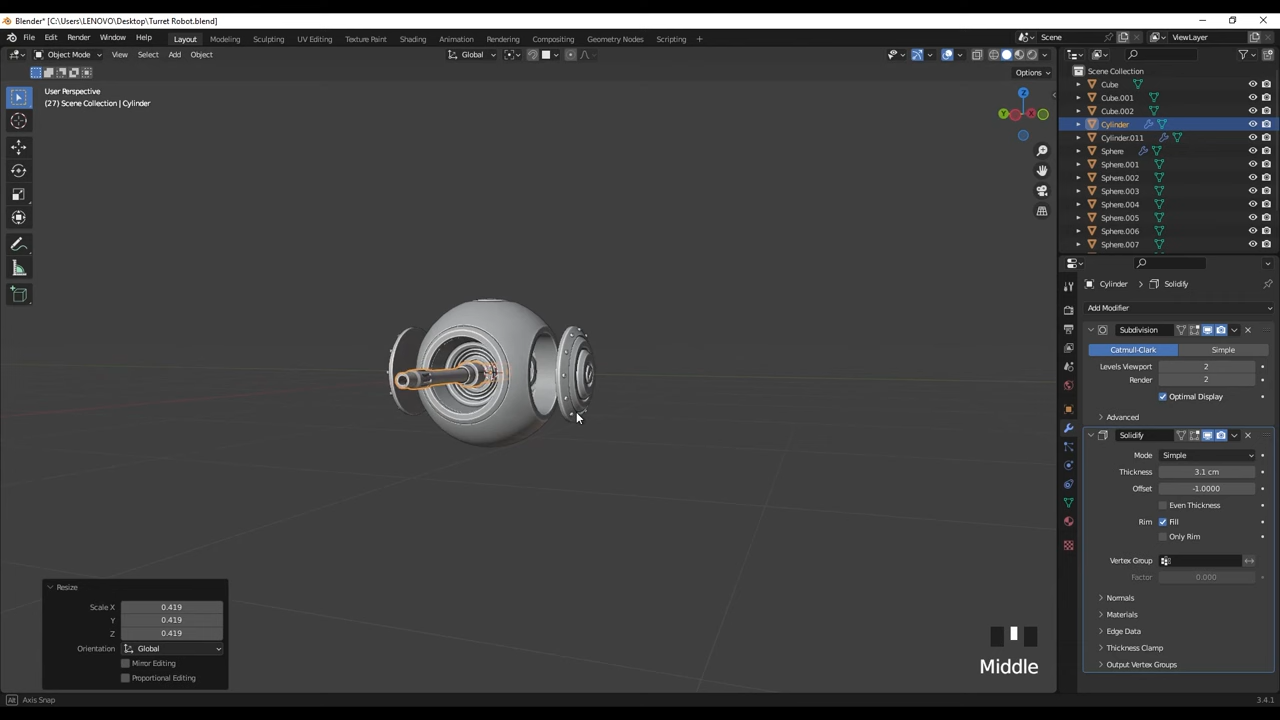 Blender* [C:\Users\LENOVO\Desktop\Turret Robot.blend]
File Edit Render Window Help Layout Modeling Sculpting UV Editing Texture Paint Shading Animation Rendering Compositing Geometry Nodes Scripting Scene ViewLayer
Object Mode View Select Add Object Global
Options
User Perspective
(27) Scene Collection | Cylinder
Z
Y
X
Scene Collection
Cube
Cube.001
Cube.002
Cylinder
Cylinder.011
Sphere
Sphere.001
Sphere.002
Sphere.003
Sphere.004
Sphere.005
Sphere.006
Sphere.007
Cylinder > Solidify
Add Modifier
Subdivision
Catmull-Clark Simple
Levels Viewport 2
Render 2
Optimal Display
Advanced
Solidify
Mode Simple
Thickness 3.1 cm
Offset -1.0000
Even Thickness
Rim Fill
Only Rim
Vertex Group
Factor 0.000
Normals
Materials
Edge Data
Thickness Clamp
Output Vertex Groups
Resize
Scale X 0.419
Y 0.419
Z 0.419
Orientation Global
Mirror Editing
Proportional Editing
Middle
Alt Axis Snap
3.4.1